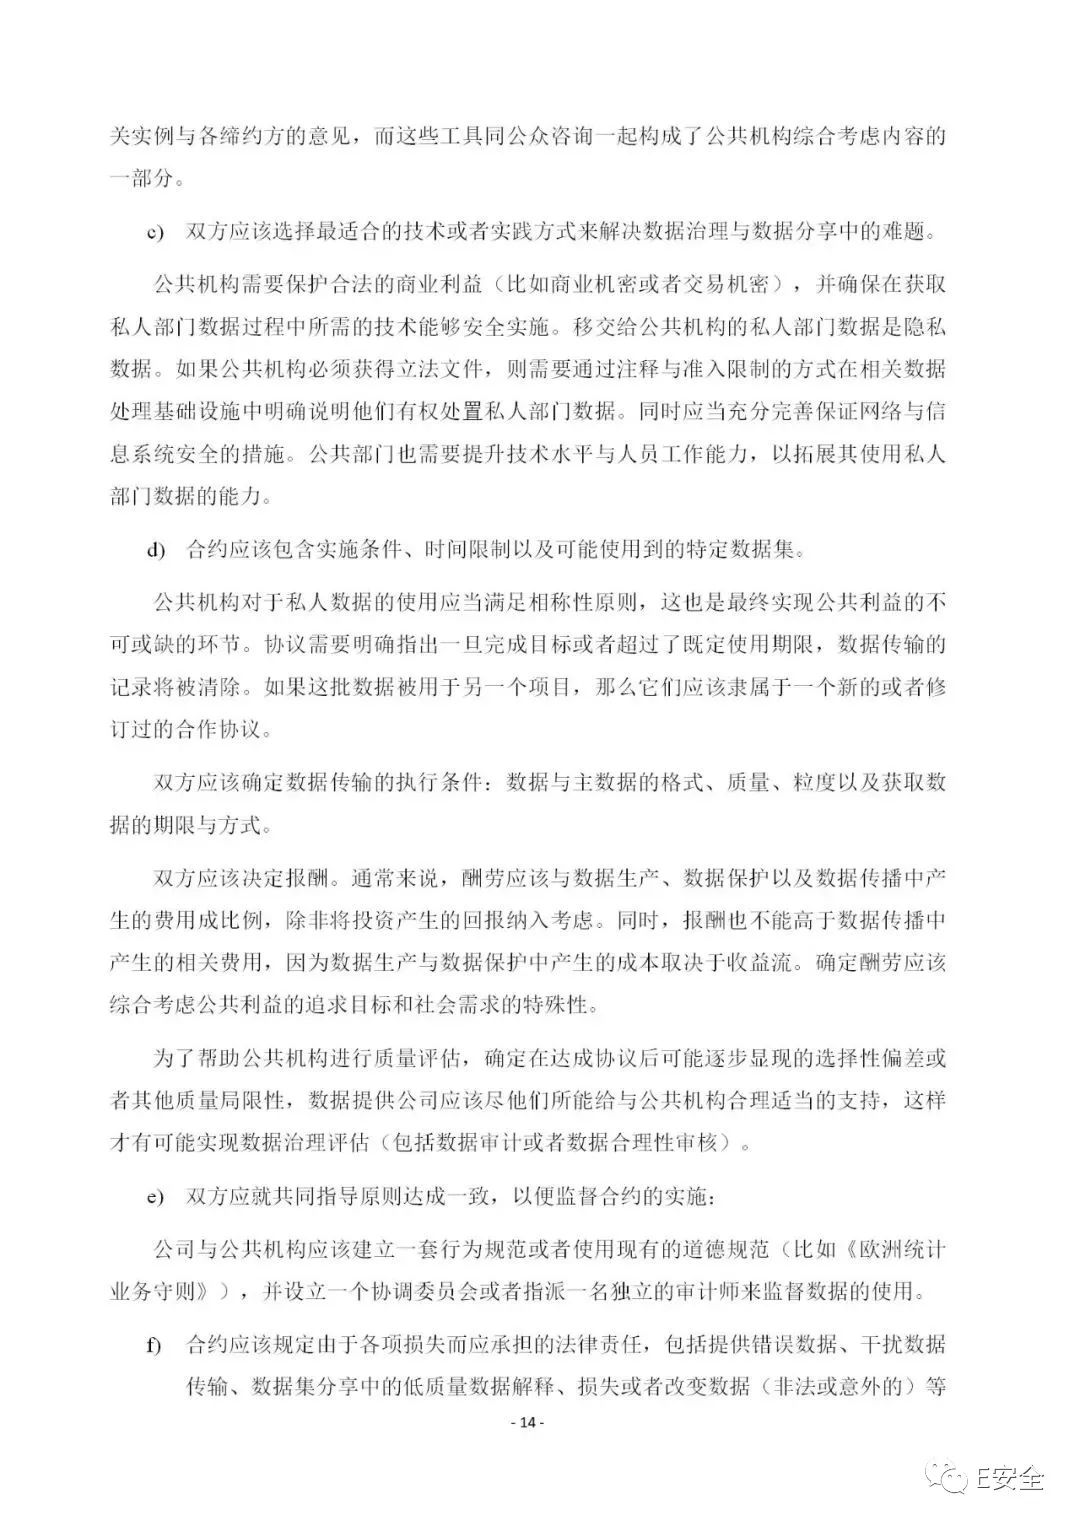 关实例与各缔约方的意见，而这些工具同公众咨询一起构成了公共机构综合考虑内容的
一部分。
c) 双方应该选择最适合的技术或者实践方式来解决数据治理与数据分享中的难题。
公共机构需要保护合法的商业利益（比如商业机密或者交易机密），并确保在获取
私人部门数据过程中所需的技术能够安全实施。移交给公共机构的私人部门数据是隐私
数据。如果公共机构必须获得立法文件，则需要通过注释与准入限制的方式在相关数据
处理基础设施中明确说明他们有权处置私人部门数据。同时应当充分完善保证网络与信
息系统安全的措施。公共部门也需要提升技术水平与人员工作能力，以拓展其使用私人
部门数据的能力。
d) 合约应该包含实施条件、时间限制以及可能使用到的特定数据集。
公共机构对于私人数据的使用应当满足相称性原则，这也是最终实现公共利益的不
可或缺的环节。协议需要明确指出一旦完成目标或者超过了既定使用期限，数据传输的
记录将被清除。如果这批数据被用于另一个项目，那么它们应该隶属于一个新的或者修
订过的合作协议。
双方应该确定数据传输的执行条件：数据与主数据的格式、质量、粒度以及获取数
据的期限与方式。
双方应该决定报酬。通常来说，酬劳应该与数据生产、数据保护以及数据传播中产
生的费用成比例，除非将投资产生的回报纳入考虑。同时，报酬也不能高于数据传播中
产生的相关费用，因为数据生产与数据保护中产生的成本取决于收益流。确定酬劳应该
综合考虑公共利益的追求目标和社会需求的特殊性。
为了帮助公共机构进行质量评估，确定在达成协议后可能逐步显现的选择性偏差或
者其他质量局限性，数据提供公司应该尽他们所能给与公共机构合理适当的支持，这样
才有可能实现数据治理评估（包括数据审计或者数据合理性审核）。
e) 双方应就共同指导原则达成一致，以便监督合约的实施：
公司与公共机构应该建立一套行为规范或者使用现有的道德规范（比如《欧洲统计
业务守则》），并设立一个协调委员会或者指派一名独立的审计师来监督数据的使用。
f) 合约应该规定由于各项损失而应承担的法律责任，包括提供错误数据、干扰数据
传输、数据集分享中的低质量数据解释、损失或者改变数据（非法或意外的）等
- 14 -
E安全